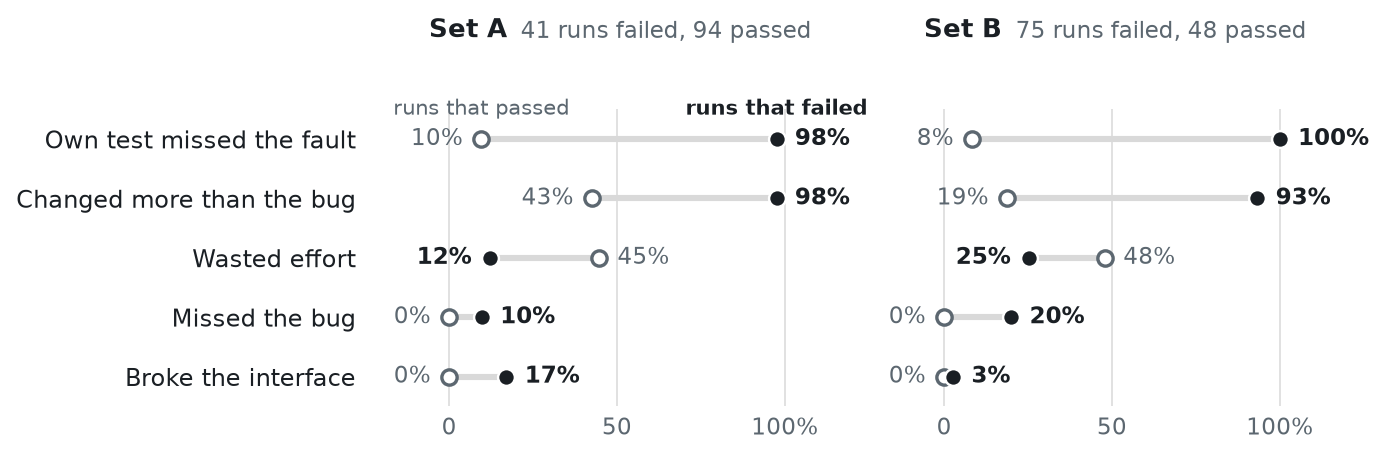 Set A 41 runs failed, 94 passed
Set B 75 runs failed, 48 passed
runs that passed
runs that failed
Own test missed the fault 10% 98% 8% 100%
Changed more than the bug 43% 98% 19% 93%
Wasted effort 12% 45% 25% 48%
Missed the bug 0% 10% 0% 20%
Broke the interface 0% 17% 0% 3%
0 50 100% 0 50 100%